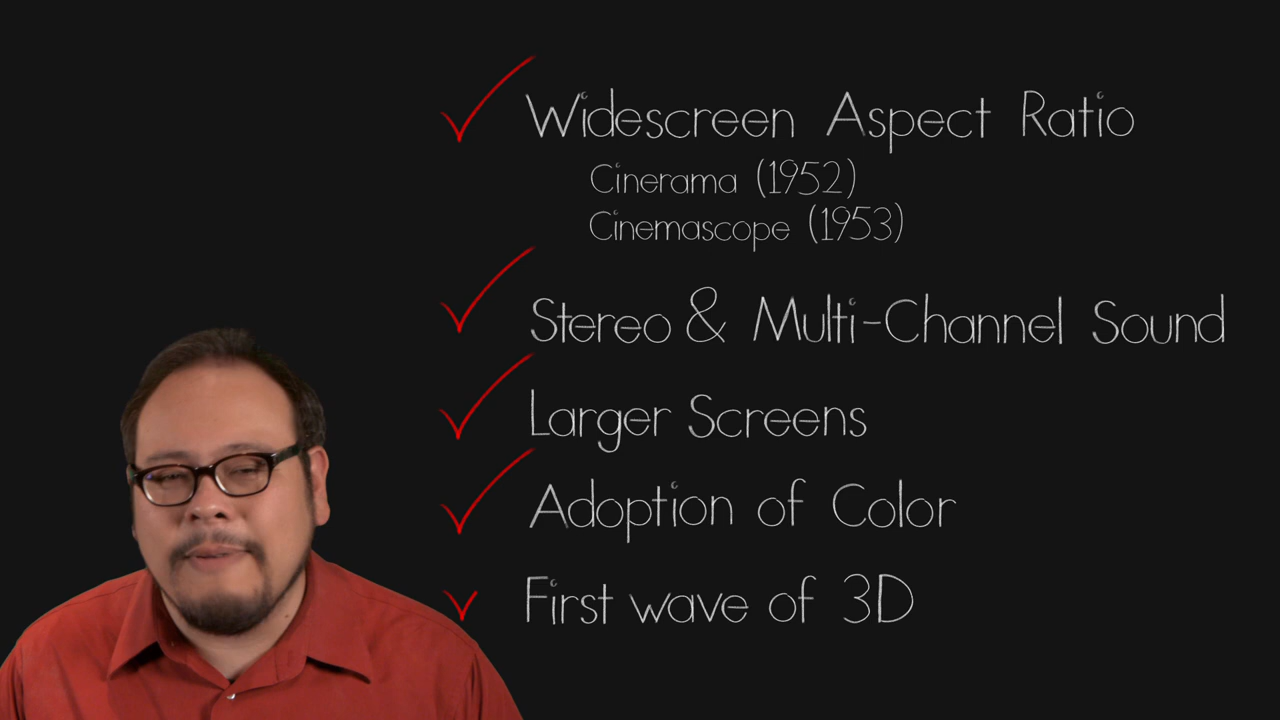 Widescreen Aspect Ratio
Cinerama (1952)
Cinemascope (1953)
Stereo & Multi-Channel Sound
Larger Screens
Adoption of Color
First wave of 3D